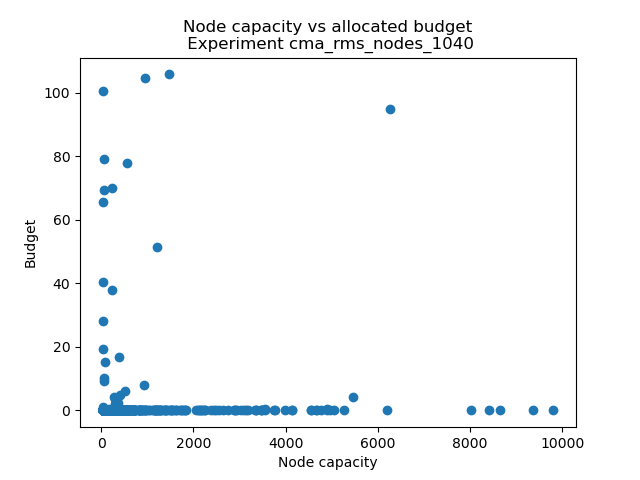 Node capacity vs allocated budget
Experiment cma_rms_nodes_1040
Budget
100
80
60
40
20
0
0 2000 4000 6000 8000 10000
Node capacity